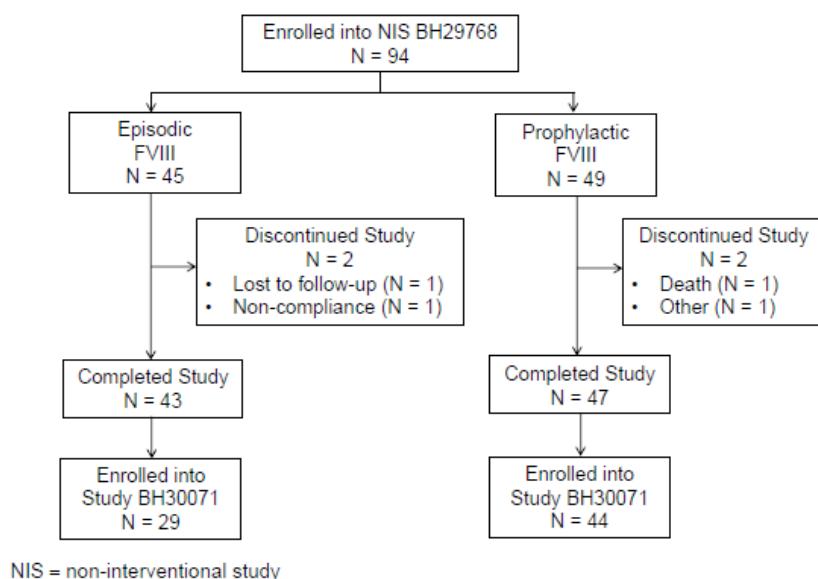 Enrolled into NIS BH29768
N = 94
Episodic
FVIII
N = 45
Prophylactic
FVIII
N = 49
Discontinued Study
N = 2
• Lost to follow-up (N = 1)
• Non-compliance (N = 1)
Discontinued Study
N = 2
• Death (N = 1)
• Other (N = 1)
Completed Study
N = 43
Completed Study
N = 47
Enrolled into
Study BH30071
N = 29
Enrolled into
Study BH30071
N = 44
NIS = non-interventional study